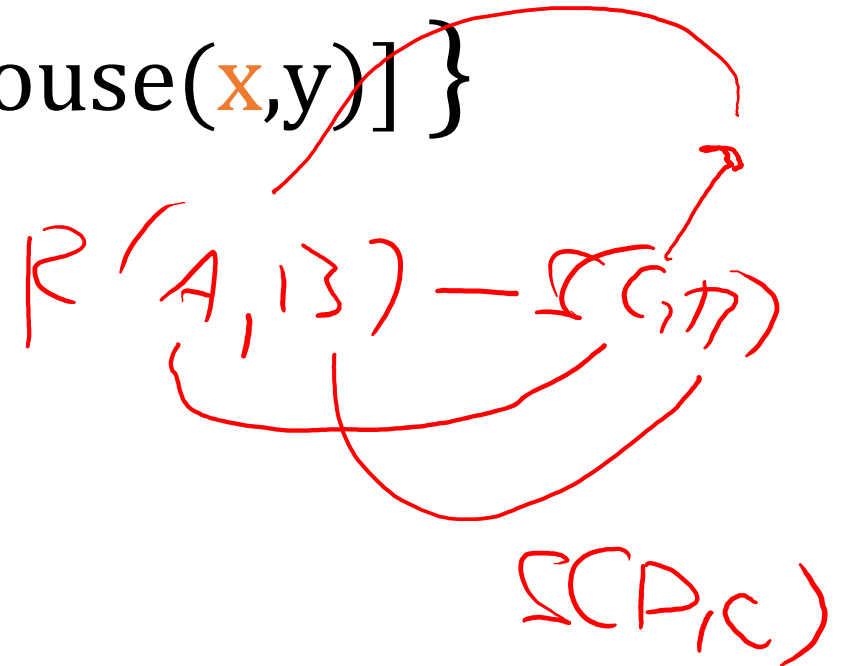 ouse(x,y)] }
R(A,B) — S(C,D)
S(D,C)